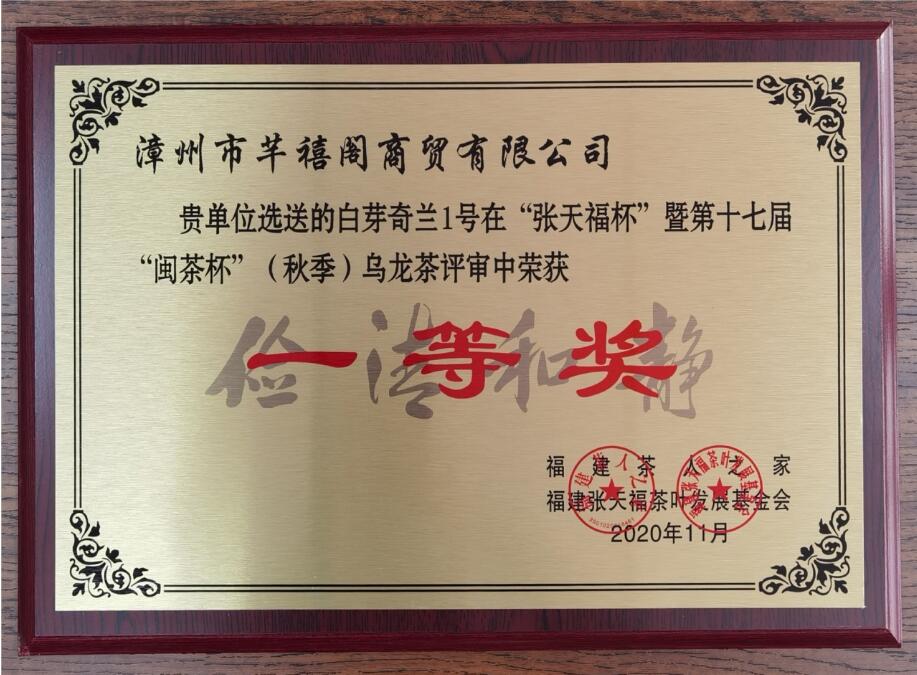 漳州市芊禧阁商贸有限公司
贵单位选送的白芽奇兰1号在“张天福杯”暨第十七届
“闽茶杯”（秋季）乌龙茶评审中荣获
俭清和静
一等奖
福建茶人之家
福建张天福茶叶发展基金会
2020年11月